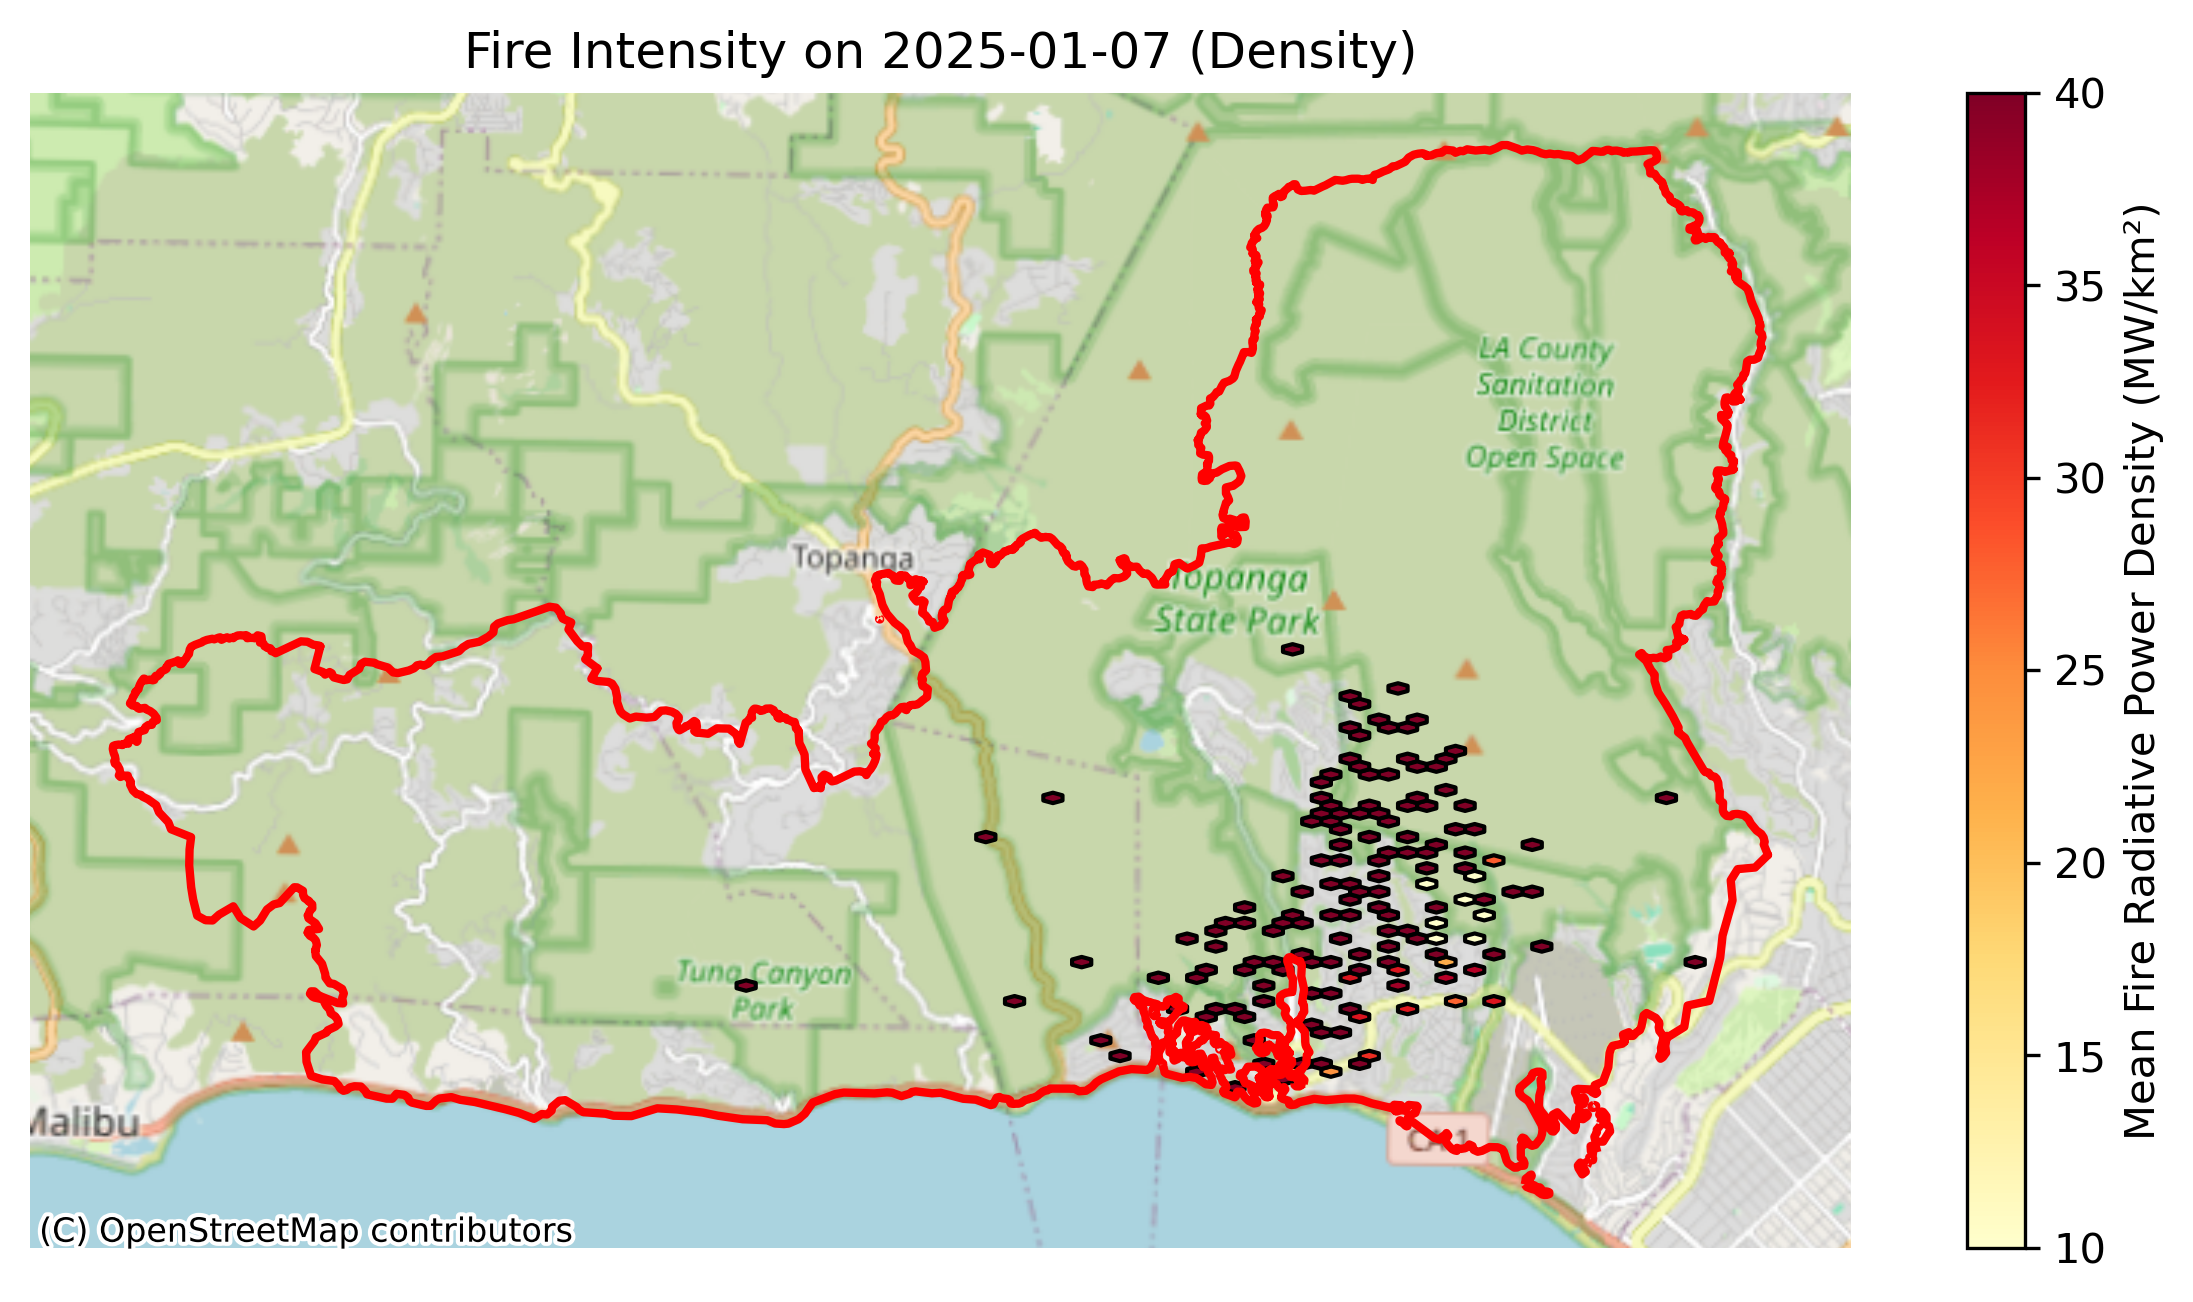 Fire Intensity on 2025-01-07 (Density)
LA County
Sanitation
District
Open Space
Topanga
Topanga
State Park
Tuna Canyon
Park
Malibu
CA 1
(C) OpenStreetMap contributors
40
35
30
25
20
15
10
Mean Fire Radiative Power Density (MW/km²)